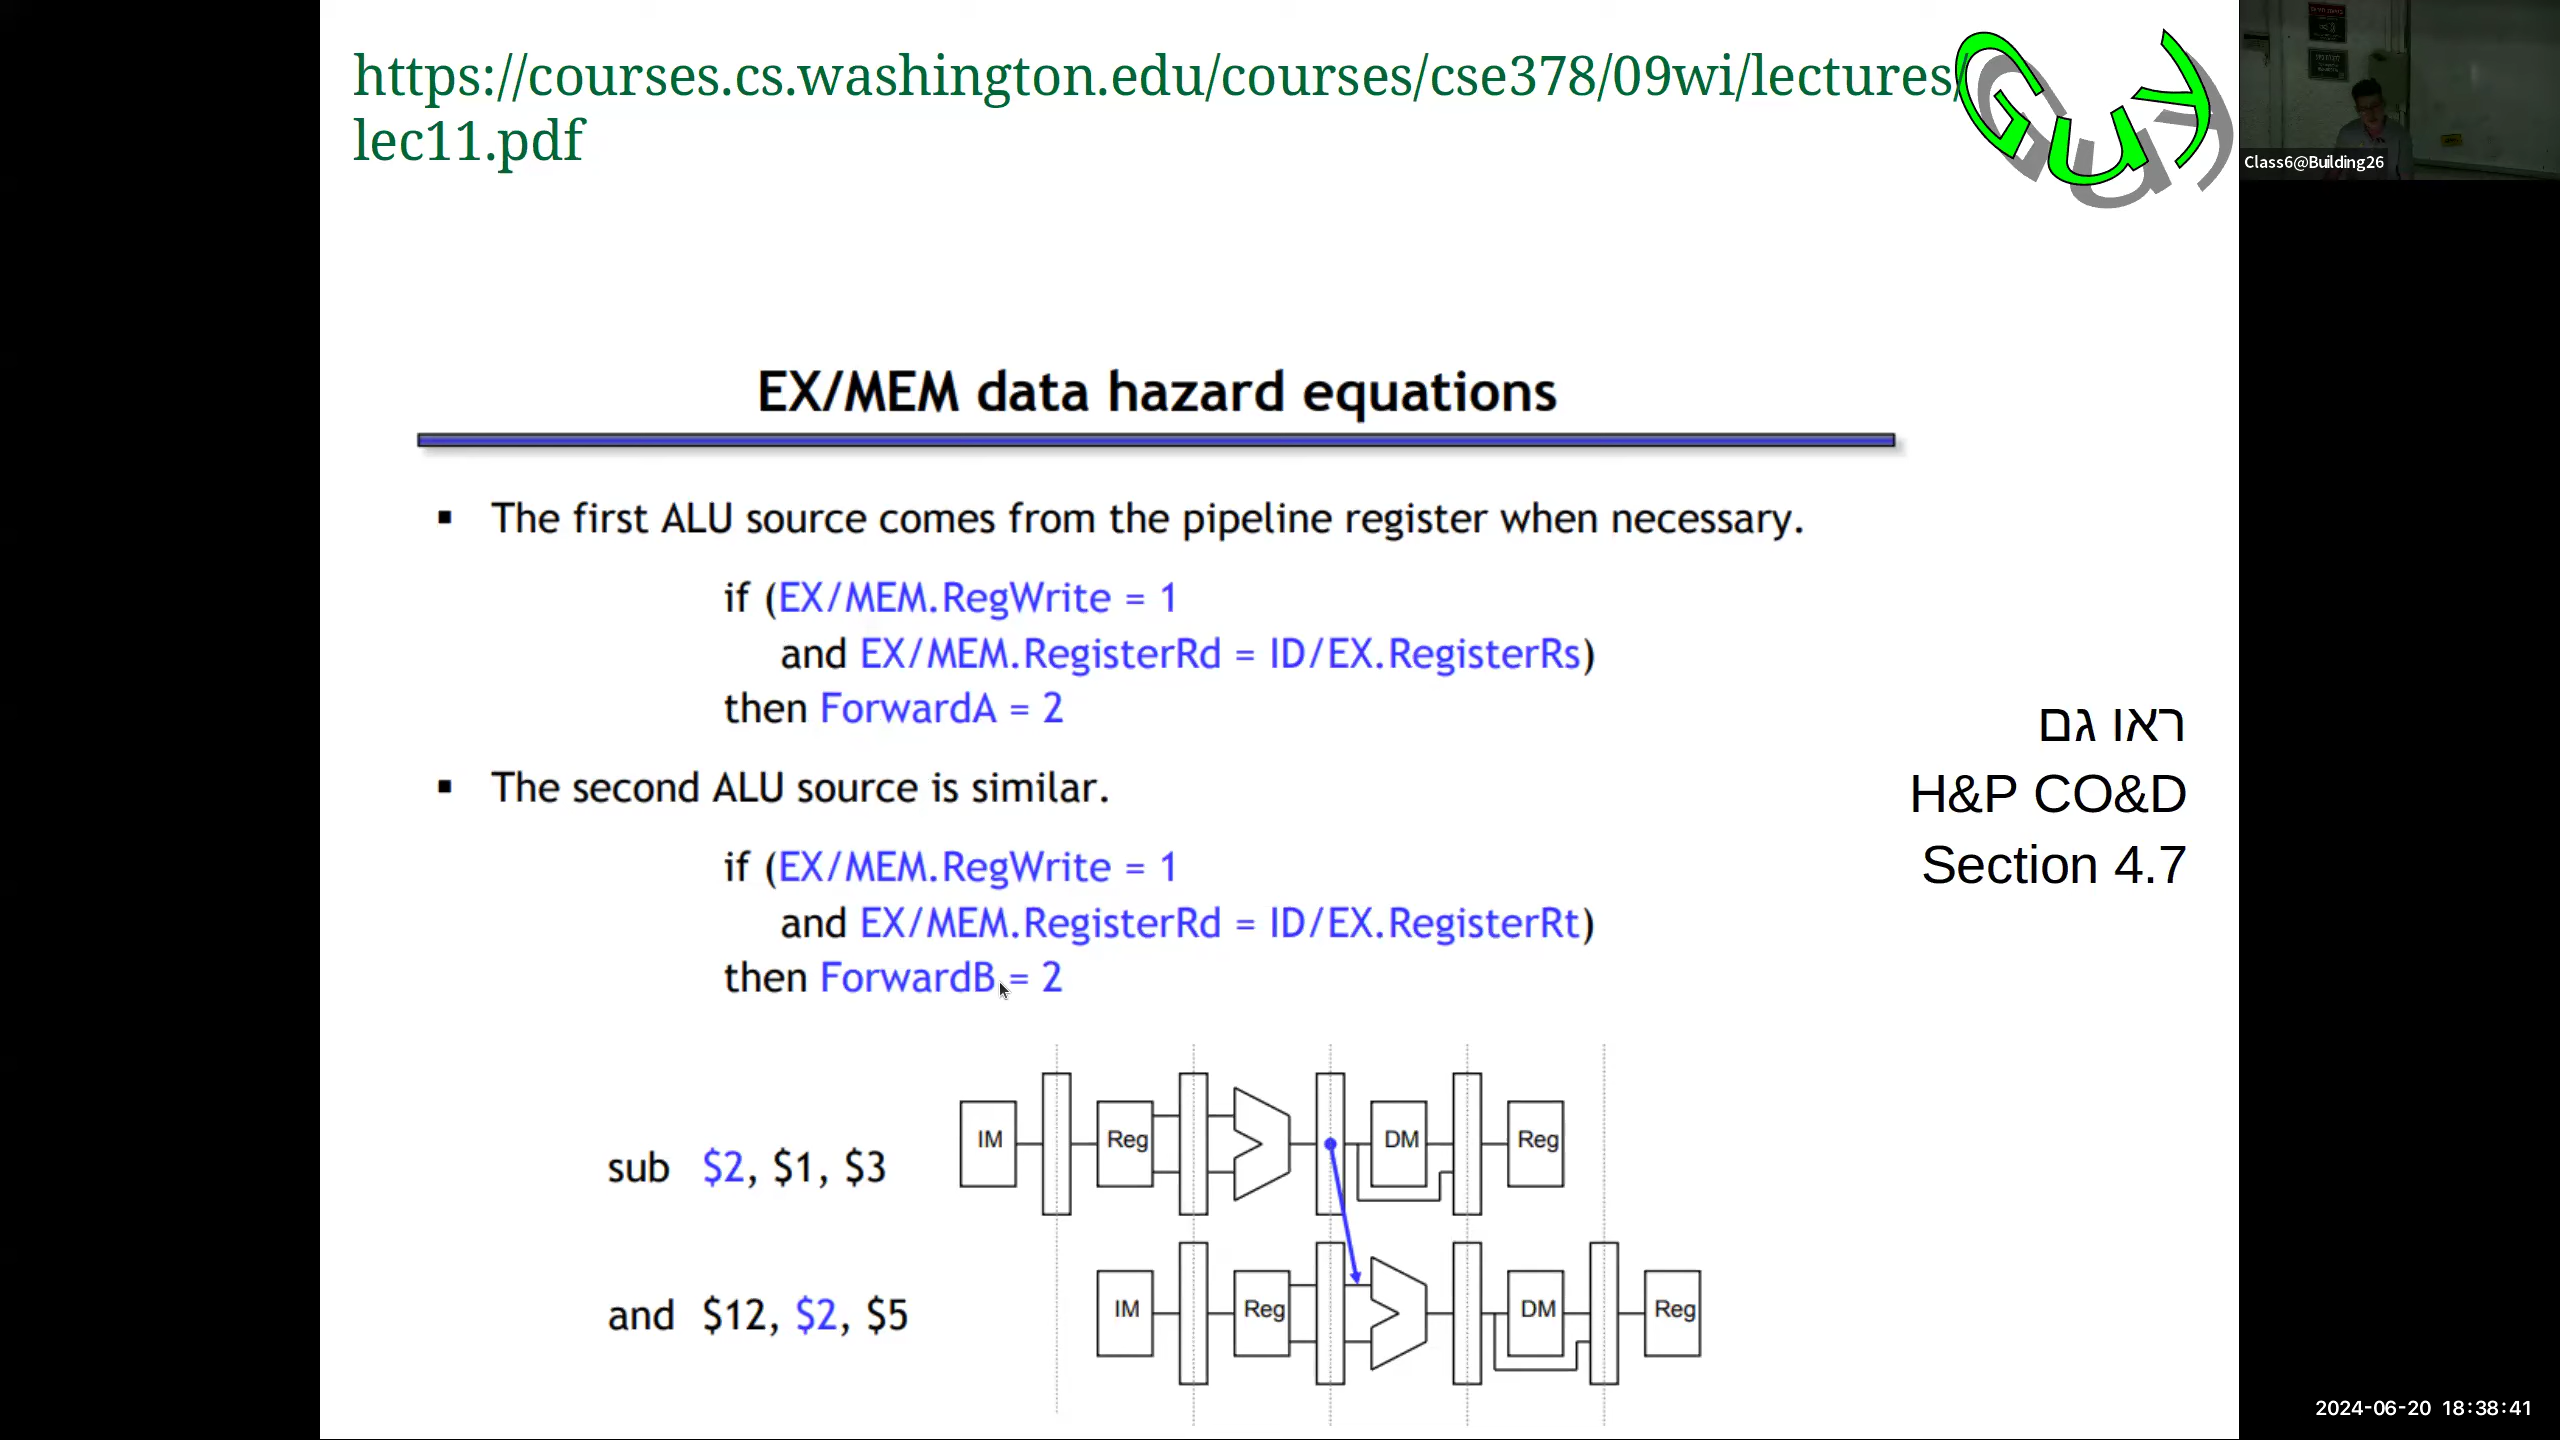 https://courses.cs.washington.edu/courses/cse378/09wi/lectures/
lec11.pdf
GUY
Class6@Building26
EX/MEM data hazard equations
▪ The first ALU source comes from the pipeline register when necessary.
if (EX/MEM.RegWrite = 1
and EX/MEM.RegisterRd = ID/EX.RegisterRs)
then ForwardA = 2
▪ The second ALU source is similar.
if (EX/MEM.RegWrite = 1
and EX/MEM.RegisterRd = ID/EX.RegisterRt)
then ForwardB = 2
ראו גם
H&P CO&D
Section 4.7
sub $2, $1, $3
IM Reg DM Reg
and $12, $2, $5
IM Reg DM Reg
2024-06-20 18:38:41